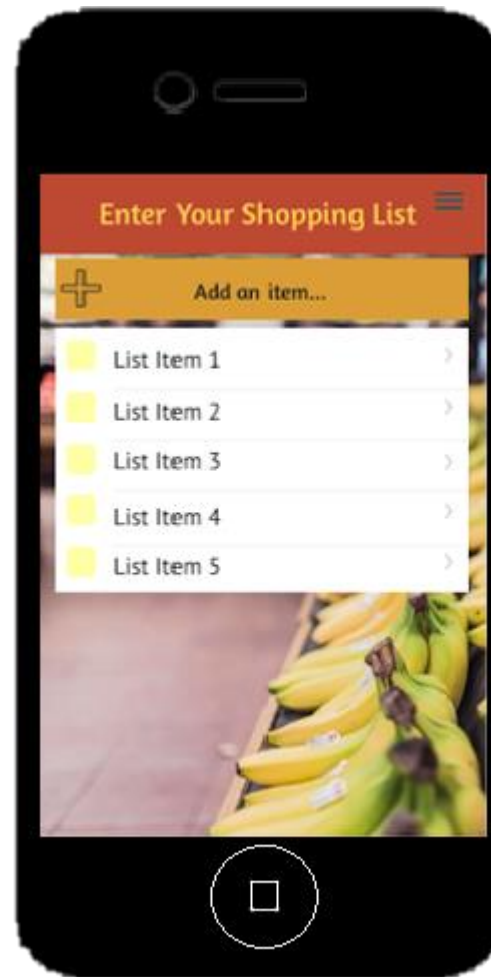 Enter Your Shopping List
Add an item...
List Item 1
List Item 2
List Item 3
List Item 4
List Item 5